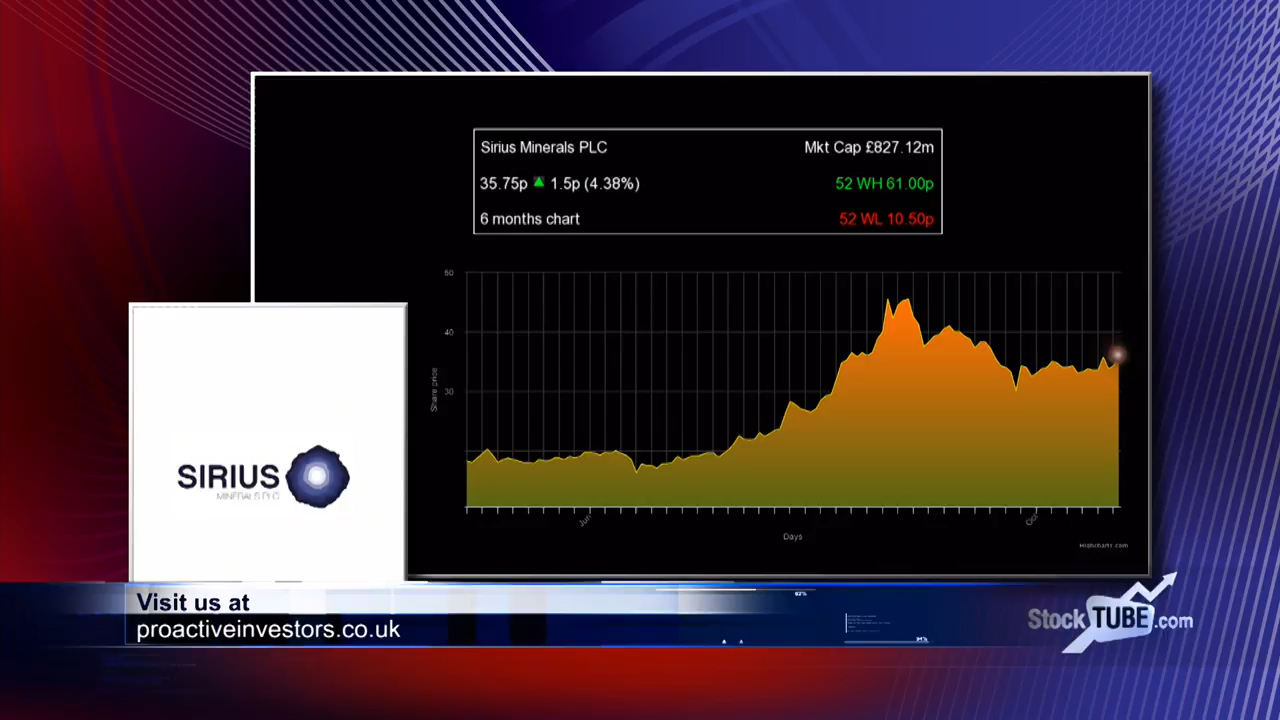 Sirius Minerals PLC
Mkt Cap £827.12m
35.75p 1.5p (4.38%)
52 WH 61.00p
6 months chart
52 WL 10.50p
60
40
30
Share price
Jun
Oct
Days
Highcharts.com
SIRIUS
MINERALS PLC
Visit us at
proactiveinvestors.co.uk
StockTUBE.com